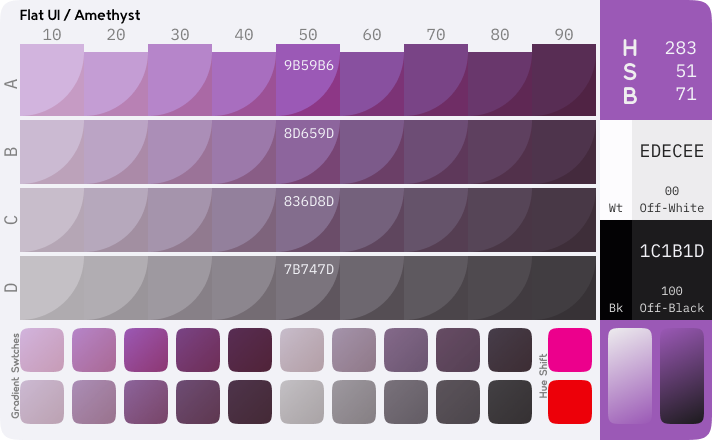 Flat UI / Amethyst
10 20 30 40 50 60 70 80 90
A 9B59B6
B 8D659D
C 836D8D
D 7B747D
H 283
S 51
B 71
EDECEE
00
Wt Off-White
1C1B1D
100
Bk Off-Black
Gradient Swtches
Hue Shift